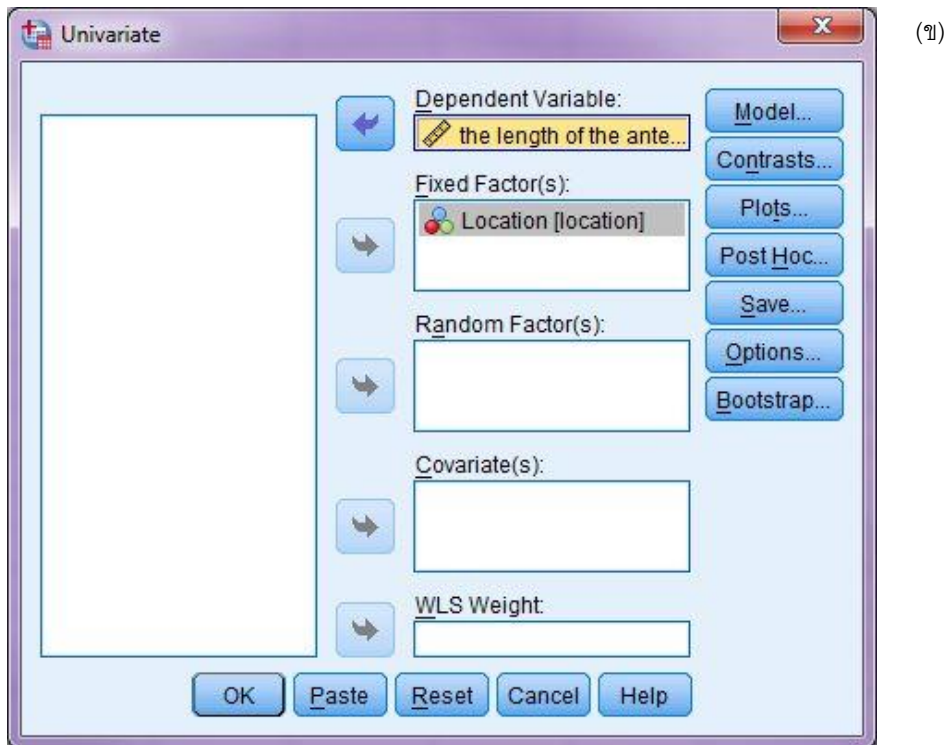 Univariate
(ข)
Dependent Variable:
the length of the ante...
Fixed Factor(s):
Location [location]
Random Factor(s):
Covariate(s):
WLS Weight:
Model...
Contrasts...
Plots...
Post Hoc...
Save...
Options...
Bootstrap...
OK
Paste
Reset
Cancel
Help